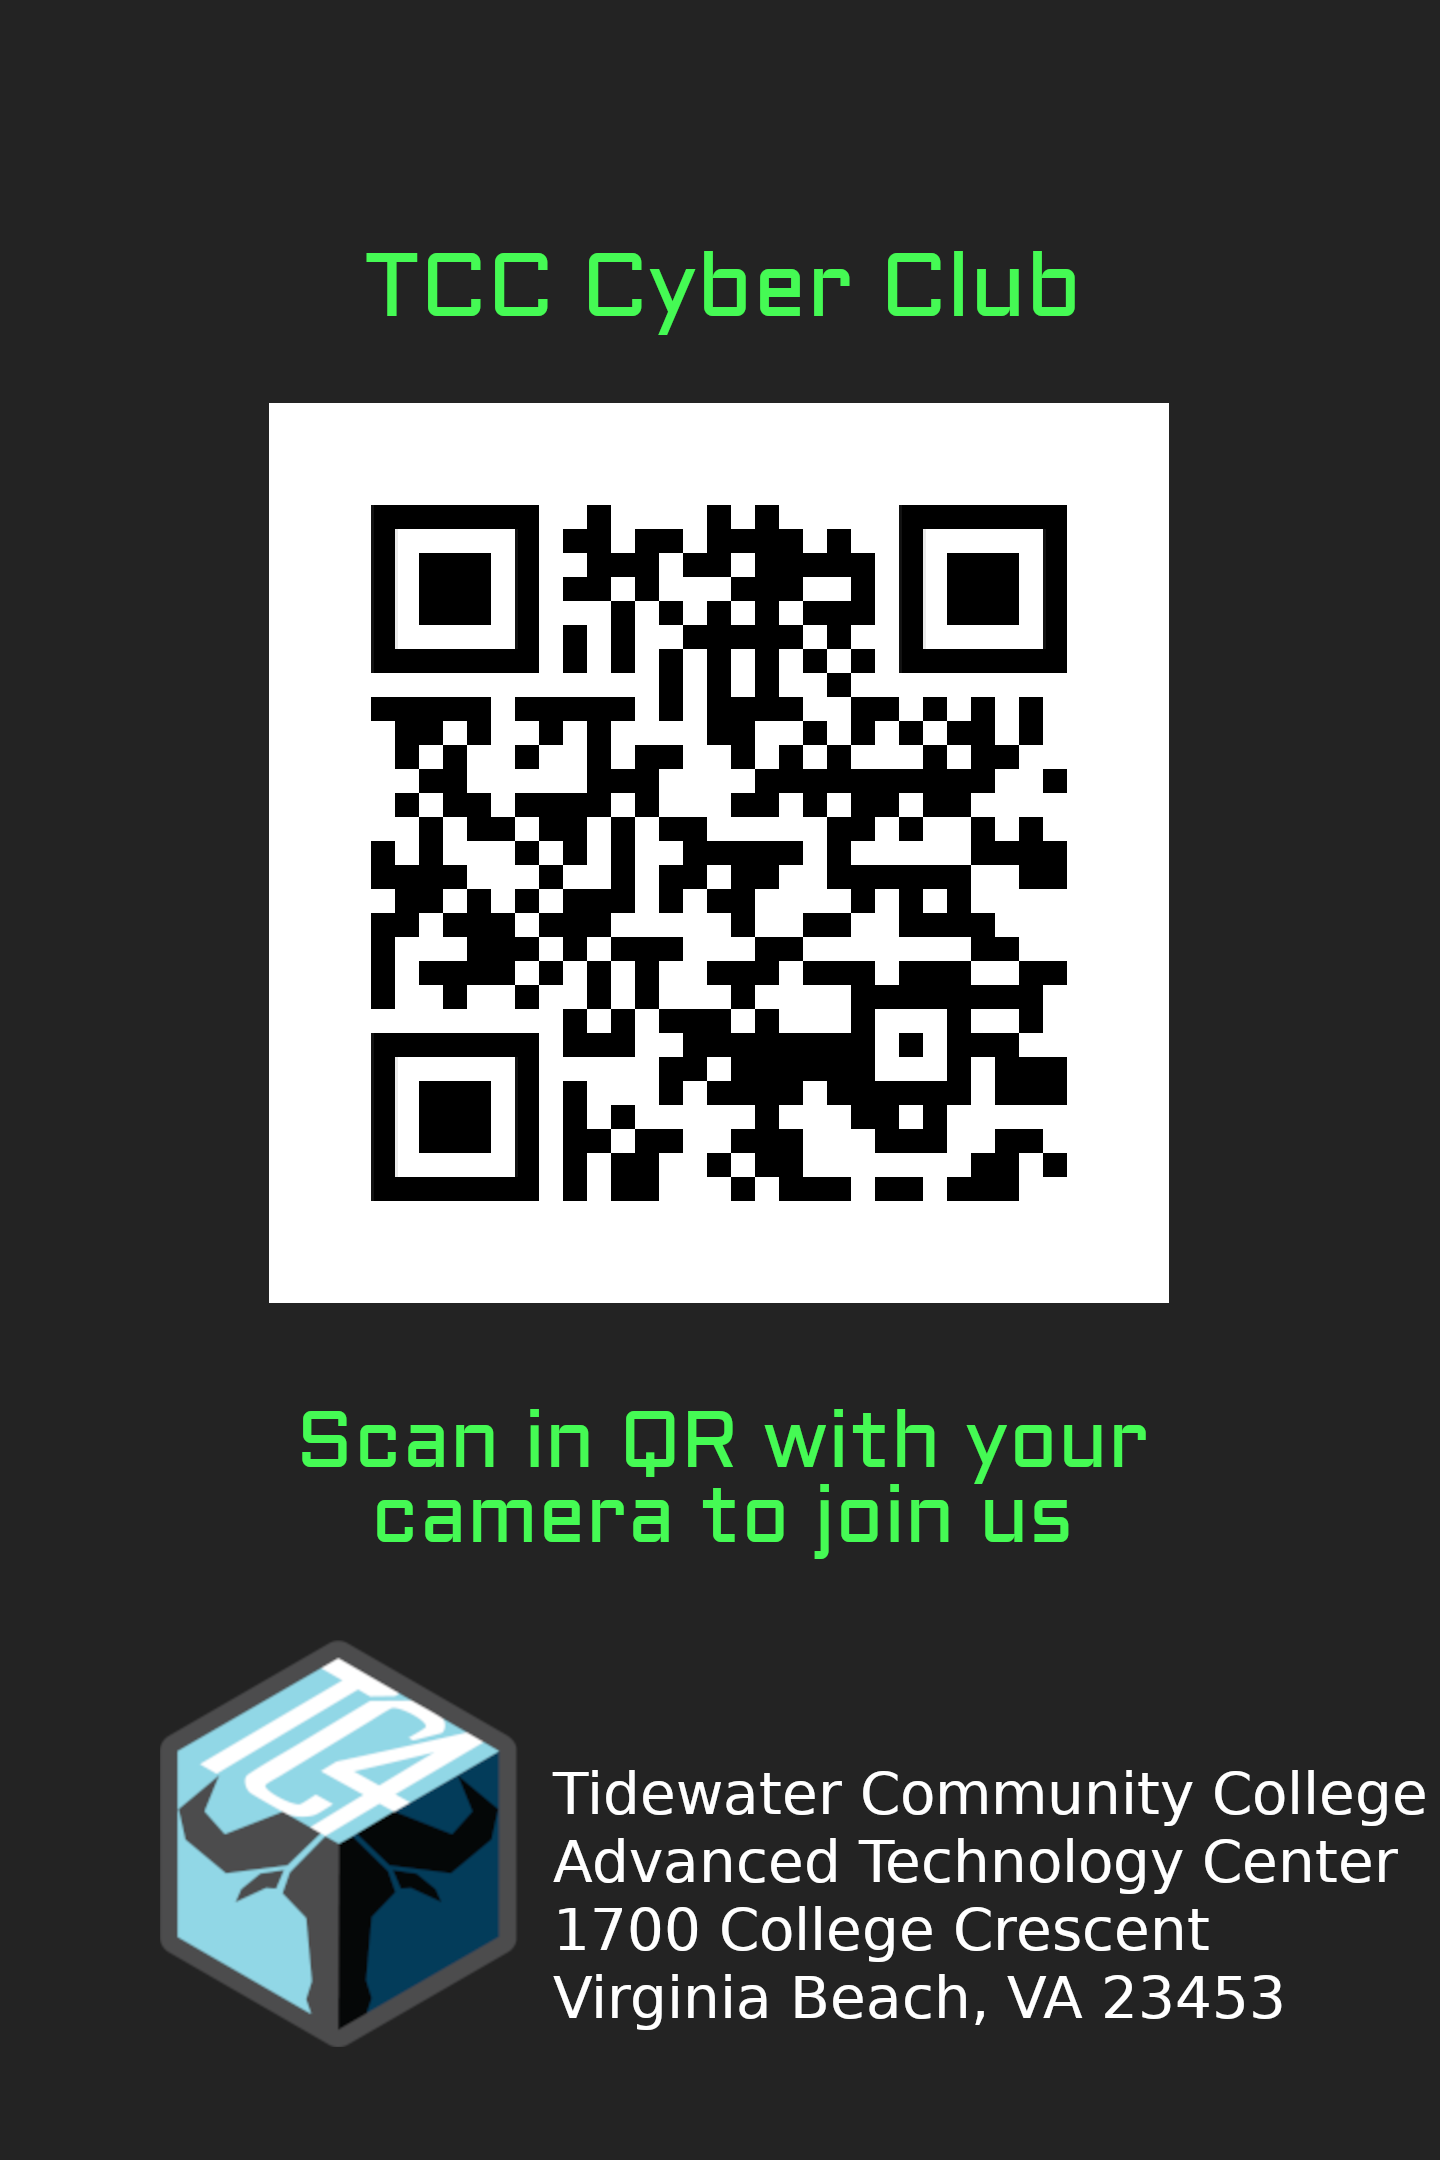 TCC Cyber Club
Scan in QR with your
camera to join us
TC4
Tidewater Community College
Advanced Technology Center
1700 College Crescent
Virginia Beach, VA 23453